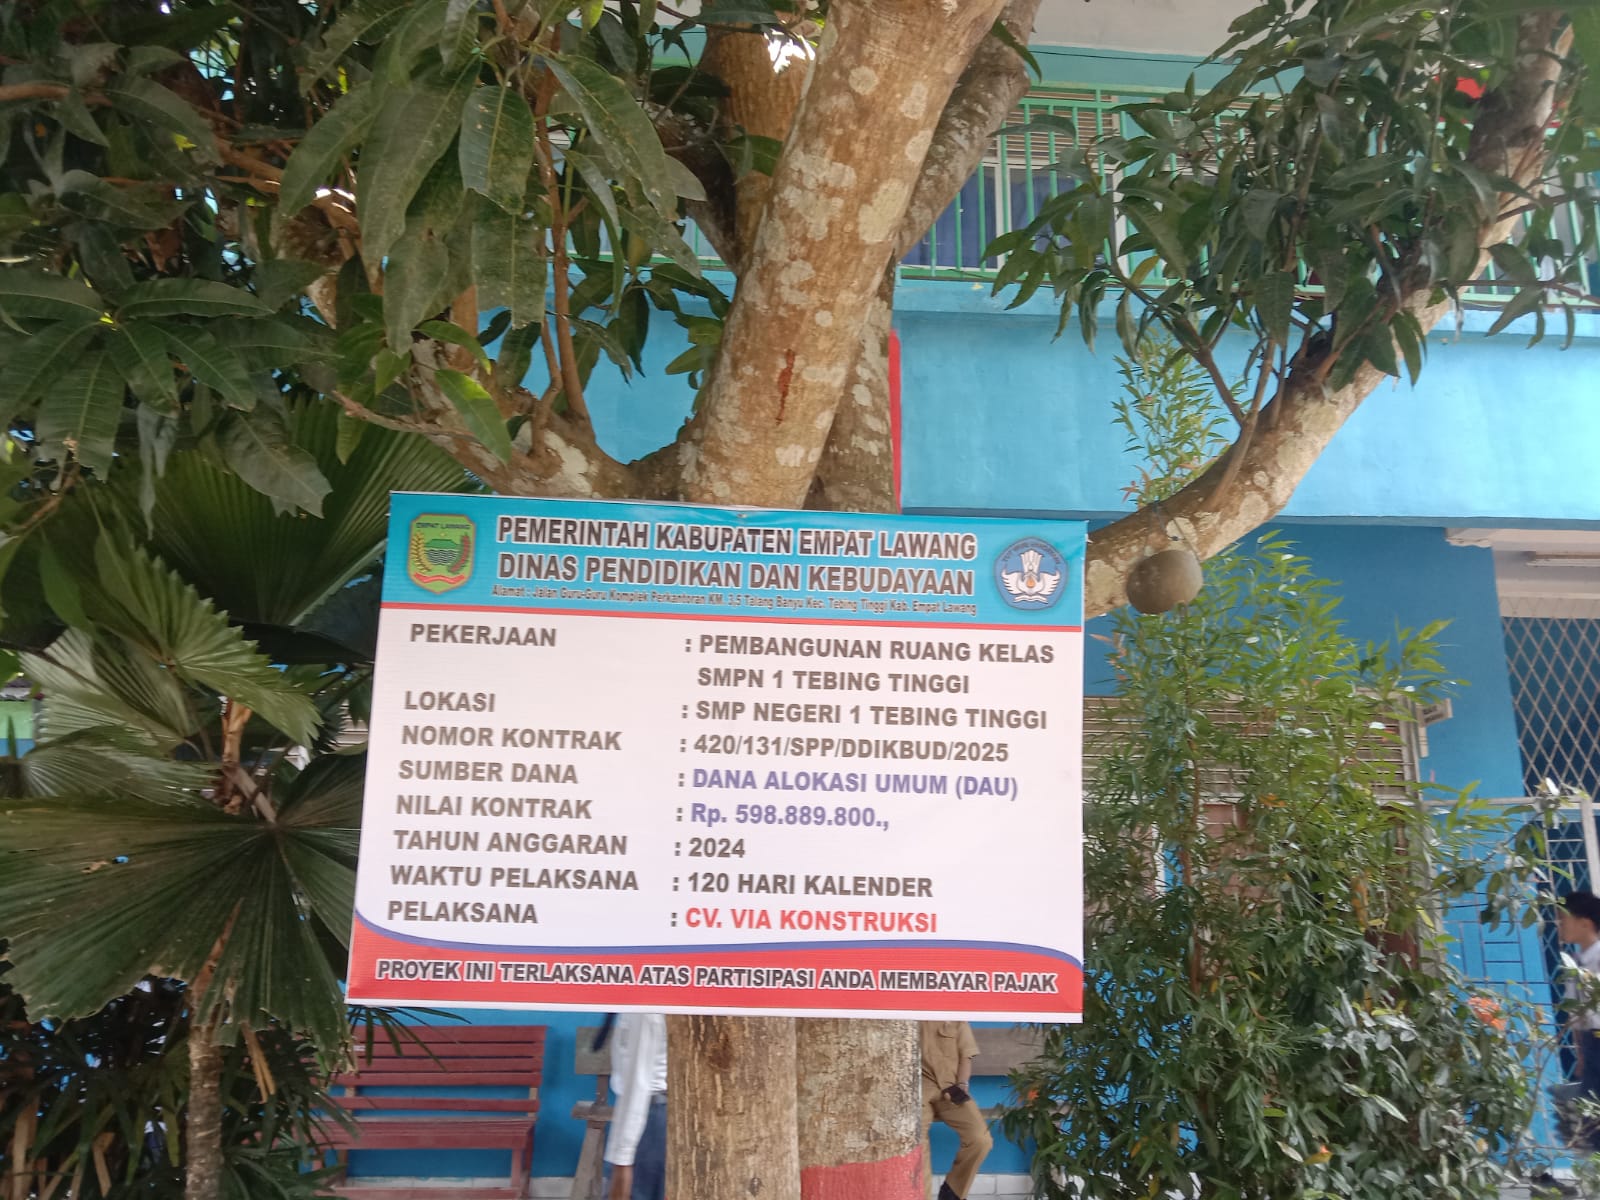 EMPAT LAWANG
PEMERINTAH KABUPATEN EMPAT LAWANG
DINAS PENDIDIKAN DAN KEBUDAYAAN
Alamat : Jalan Guru-Guru Komplek Perkantoran KM. 3,5 Talang Banyu Kec. Tebing Tinggi Kab. Empat Lawang
PEKERJAAN : PEMBANGUNAN RUANG KELAS
SMPN 1 TEBING TINGGI
LOKASI : SMP NEGERI 1 TEBING TINGGI
NOMOR KONTRAK : 420/131/SPP/DDIKBUD/2025
SUMBER DANA : DANA ALOKASI UMUM (DAU)
NILAI KONTRAK : Rp. 598.889.800.,
TAHUN ANGGARAN : 2024
WAKTU PELAKSANA : 120 HARI KALENDER
PELAKSANA : CV. VIA KONSTRUKSI
PROYEK INI TERLAKSANA ATAS PARTISIPASI ANDA MEMBAYAR PAJAK